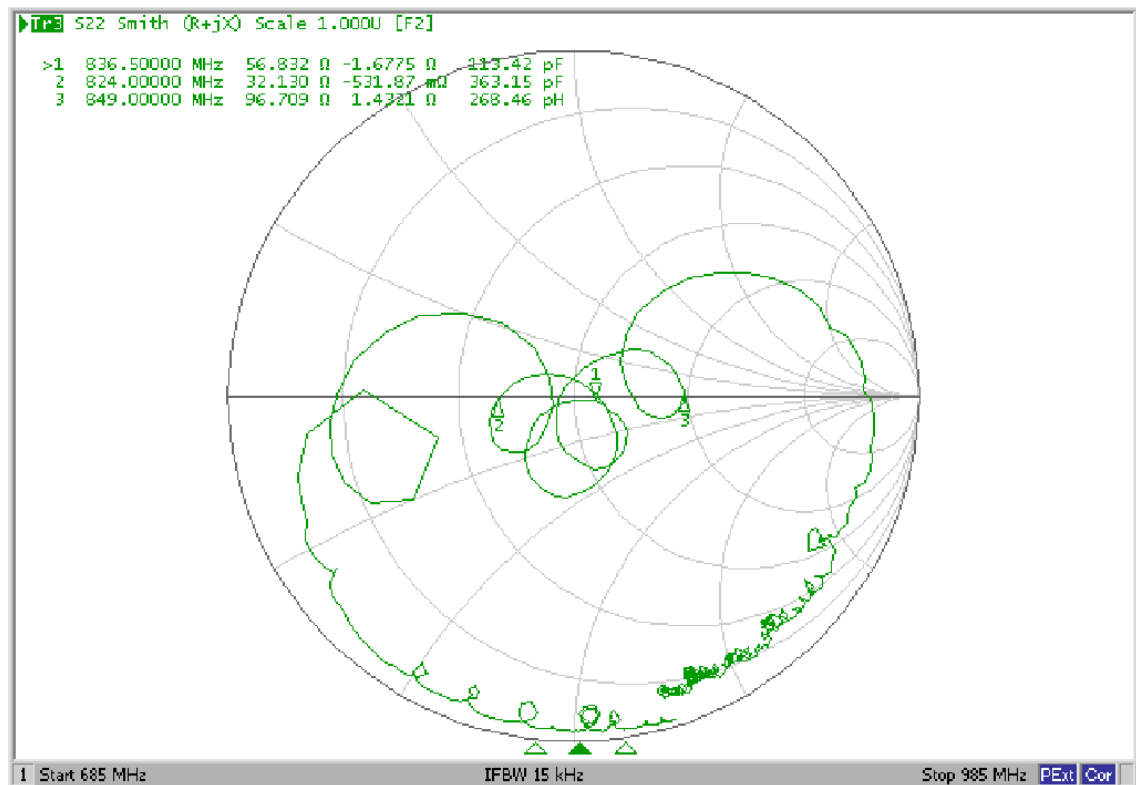 Tr3 S22 Smith (R+jX) Scale 1.000U [F2]
>1 836.50000 MHz 56.832 Ω -1.6775 Ω 113.42 pF
2 824.00000 MHz 32.130 Ω -531.87 mΩ 363.15 pF
3 849.00000 MHz 96.709 Ω 1.4321 Ω 268.46 pH
1
2
3
1 Start 685 MHz IFBW 15 kHz Stop 985 MHz PExt Cor